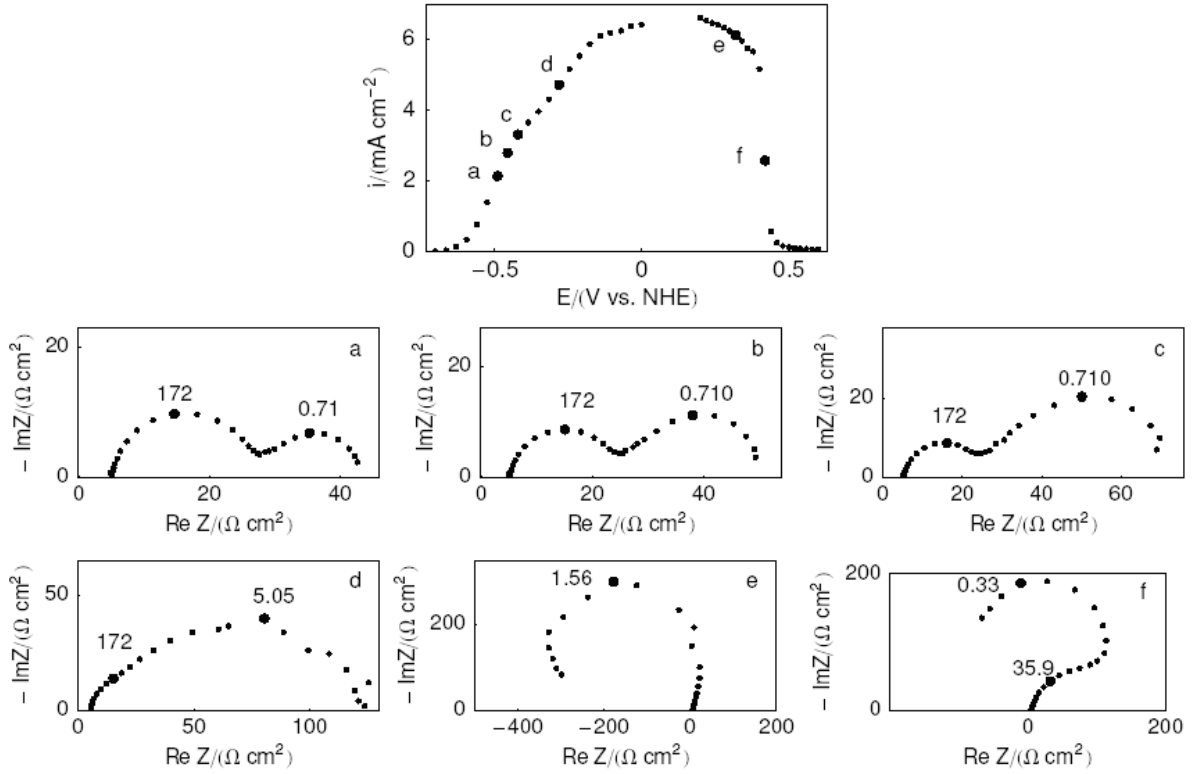 6
4
2
0
i/(mA cm−2)
a
b
c
d
e
f
−0.5
0
0.5
E/(V vs. NHE)
20
0
− ImZ/(Ω cm2)
a
172
0.71
0
20
40
Re Z/(Ω cm2)
20
0
− ImZ/(Ω cm2)
b
172
0.710
0
20
40
Re Z/(Ω cm2)
20
0
− ImZ/(Ω cm2)
c
172
0.710
0
20
40
60
Re Z/(Ω cm2)
50
0
− ImZ/(Ω cm2)
d
172
5.05
0
50
100
Re Z/(Ω cm2)
200
0
− ImZ/(Ω cm2)
e
1.56
−400
−200
0
200
Re Z/(Ω cm2)
200
0
− ImZ/(Ω cm2)
f
0.33
35.9
0
200
Re Z/(Ω cm2)